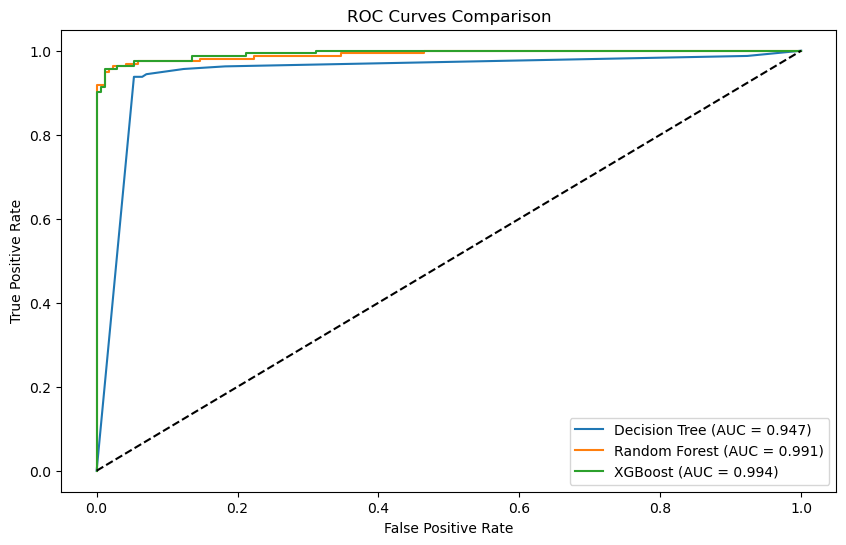 ROC Curves Comparison
True Positive Rate
1.0
0.8
0.6
0.4
0.2
0.0
Decision Tree (AUC = 0.947)
Random Forest (AUC = 0.991)
XGBoost (AUC = 0.994)
0.0 0.2 0.4 0.6 0.8 1.0
False Positive Rate